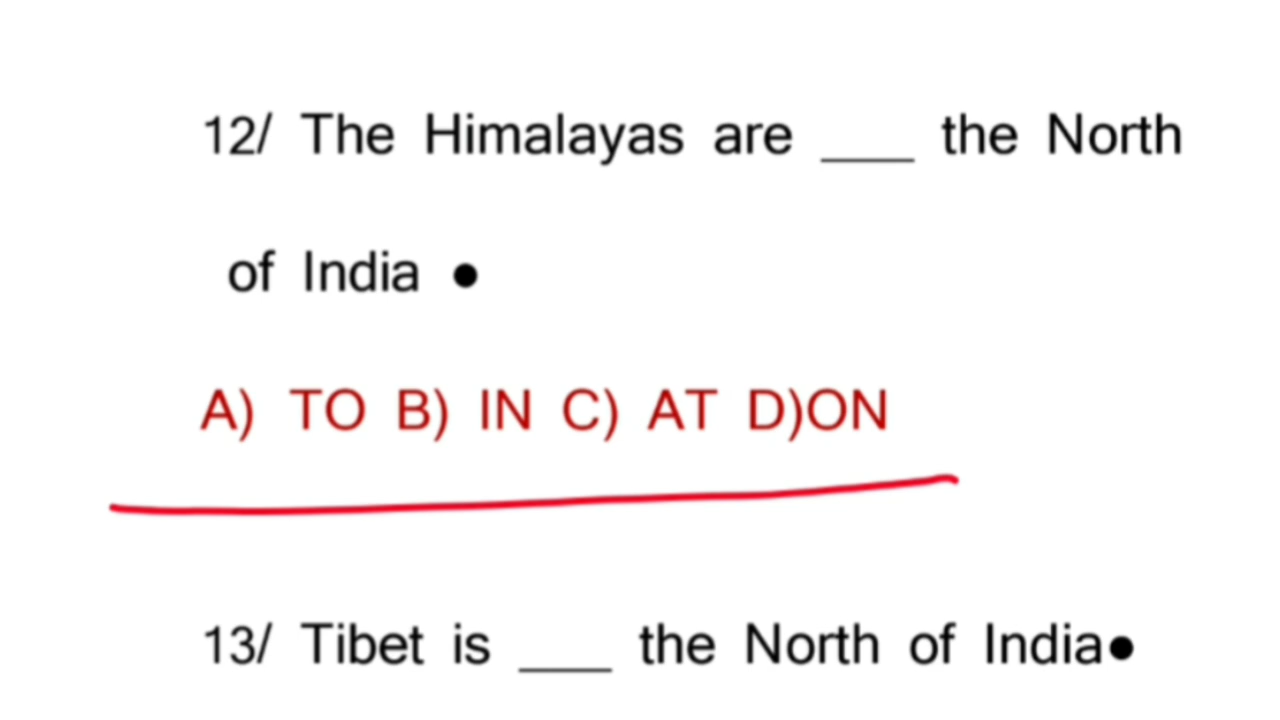 12/ The Himalayas are ___ the North
of India •
A) TO B) IN C) AT D)ON
13/ Tibet is ___ the North of India•